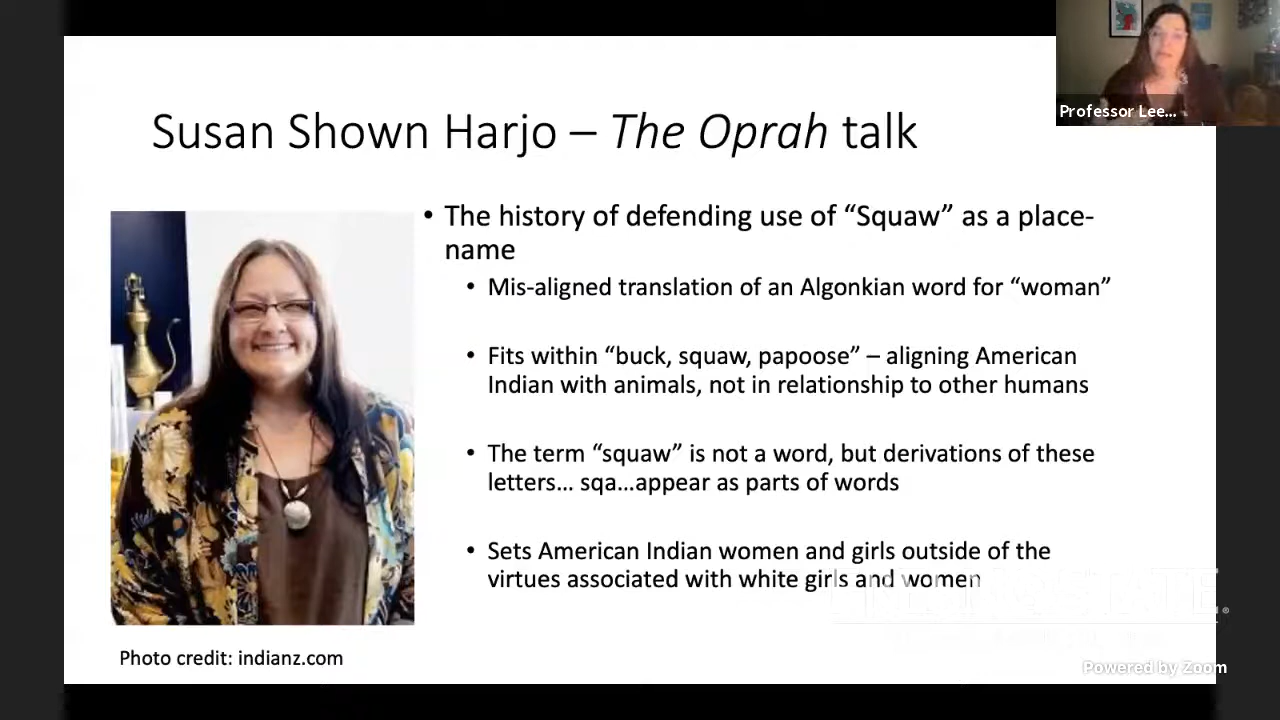 Professor Lee...
Susan Shown Harjo – The Oprah talk
• The history of defending use of “Squaw” as a place-
name
• Mis-aligned translation of an Algonkian word for “woman”
• Fits within “buck, squaw, papoose” – aligning American
Indian with animals, not in relationship to other humans
• The term “squaw” is not a word, but derivations of these
letters... sqa...appear as parts of words
• Sets American Indian women and girls outside of the
virtues associated with white girls and women
Photo credit: indianz.com
Powered by Zoom